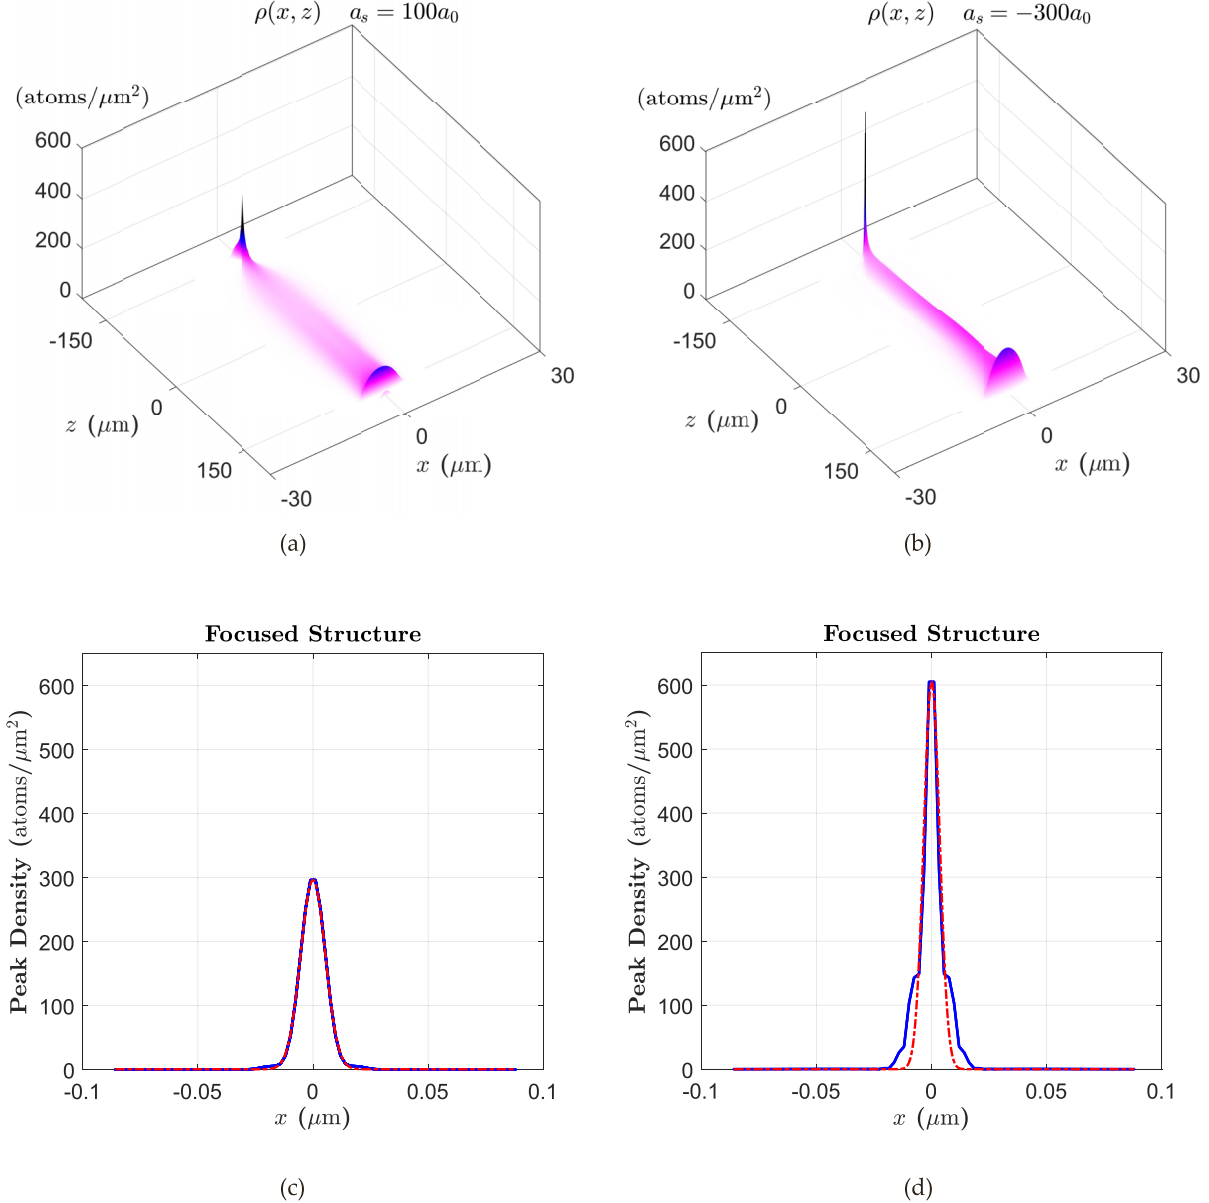 ρ(x, z)   a_s = 100a_0
(atoms/μm²)
600
400
200
0
-150
0
150
z (μm)
30
0
-30
x (μm)
(a)
ρ(x, z)   a_s = −300a_0
(atoms/μm²)
600
400
200
0
-150
0
150
z (μm)
30
0
-30
x (μm)
(b)
Focused Structure
Peak Density (atoms/μm²)
600
500
400
300
200
100
0
-0.1 -0.05 0 0.05 0.1
x (μm)
(c)
Focused Structure
Peak Density (atoms/μm²)
600
500
400
300
200
100
0
-0.1 -0.05 0 0.05 0.1
x (μm)
(d)